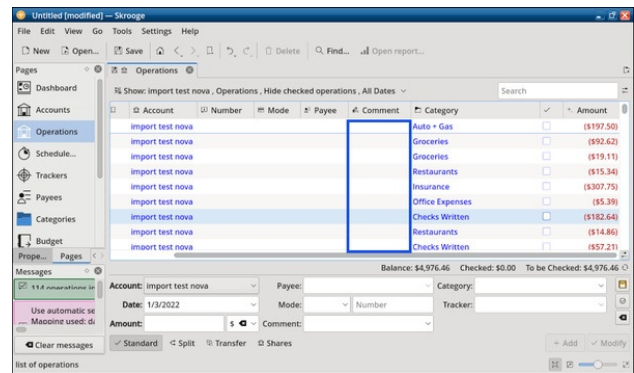 Untitled [modified] — Skrooge
File Edit View Go Tools Settings Help
New Open... Save Delete Find... Open report...
Pages
Operations
Dashboard
Accounts
Operations
Schedule...
Trackers
Payees
Categories
Budget
Prope... Pages
Show: import test nova , Operations , Hide checked operations , All Dates
Search
Account Number Mode Payee Comment Category Amount
import test nova Auto + Gas ($197.50)
import test nova Groceries ($92.62)
import test nova Groceries ($19.11)
import test nova Restaurants ($15.34)
import test nova Insurance ($307.75)
import test nova Office Expenses ($5.39)
import test nova Checks Written ($182.64)
import test nova Restaurants ($14.86)
import test nova Checks Written ($57.21)
Balance: $4,976.46 Checked: $0.00 To be Checked: $4,976.46
Messages
114 operations
Use automatic se
Mapping used: da
Clear messages
Account: import test nova Payee: Category:
Date: 1/3/2022 Mode: Number Tracker:
Amount: $ Comment:
Standard Split Transfer Shares
+ Add Modify
list of operations